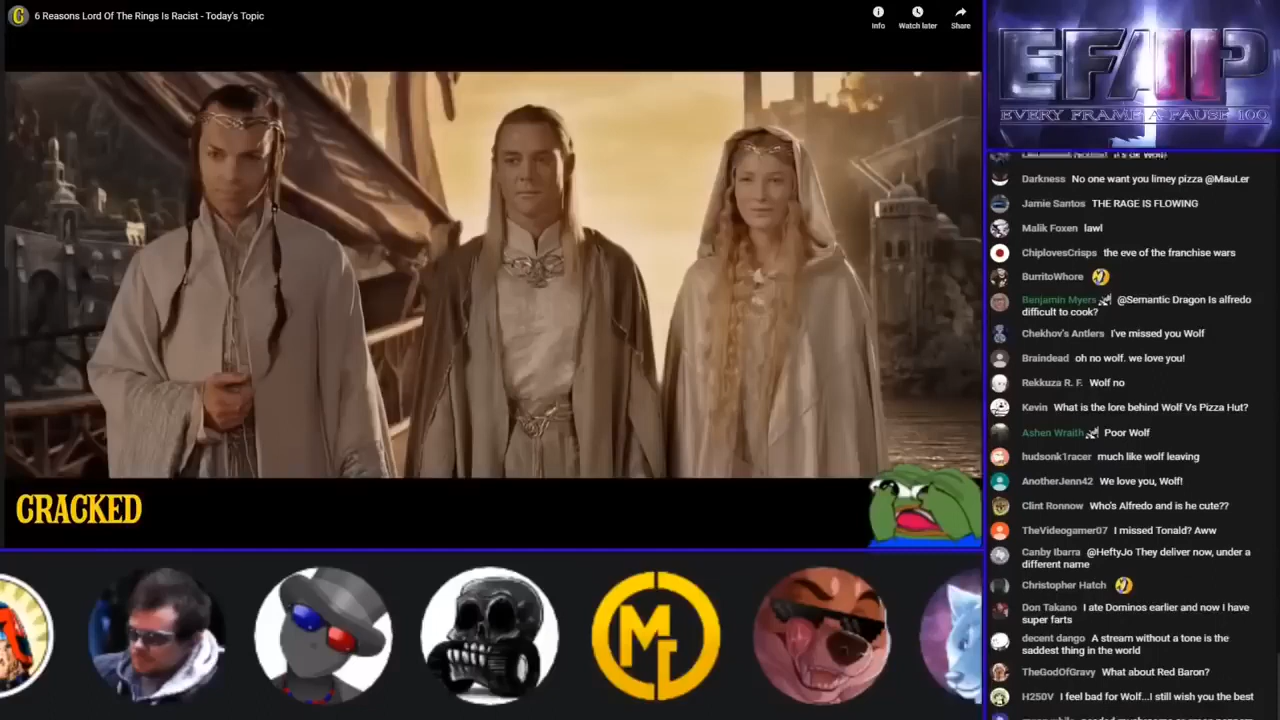 6 Reasons Lord Of The Rings Is Racist - Today's Topic
Info
Watch later
Share
CRACKED
MG
EFAP
EVERY FRAME A PAUSE 100
Darkness No one want you limey pizza @MauLer
Jamie Santos THE RAGE IS FLOWING
Malik Foxen lawl
ChiplovesCrisps the eve of the franchise wars
BurritoWhore
Benjamin Myers @Semantic Dragon Is alfredo
difficult to cook?
Chekhov's Antlers I've missed you Wolf
Braindead oh no wolf. we love you!
Rekkuza R. F. Wolf no
Kevin What is the lore behind Wolf Vs Pizza Hut?
Ashen Wraith Poor Wolf
hudsonk1racer much like wolf leaving
AnotherJenn42 We love you, Wolf!
Clint Ronnow Who's Alfredo and is he cute??
TheVideogamer07 I missed Tonald? Aww
Canby Ibarra @HeftyJo They deliver now, under a
different name
Christopher Hatch
Don Takano I ate Dominos earlier and now I have
super farts
decent dango A stream without a tone is the
saddest thing in the world
TheGodOfGravy What about Red Baron?
H250V I feel bad for Wolf...I still wish you the best